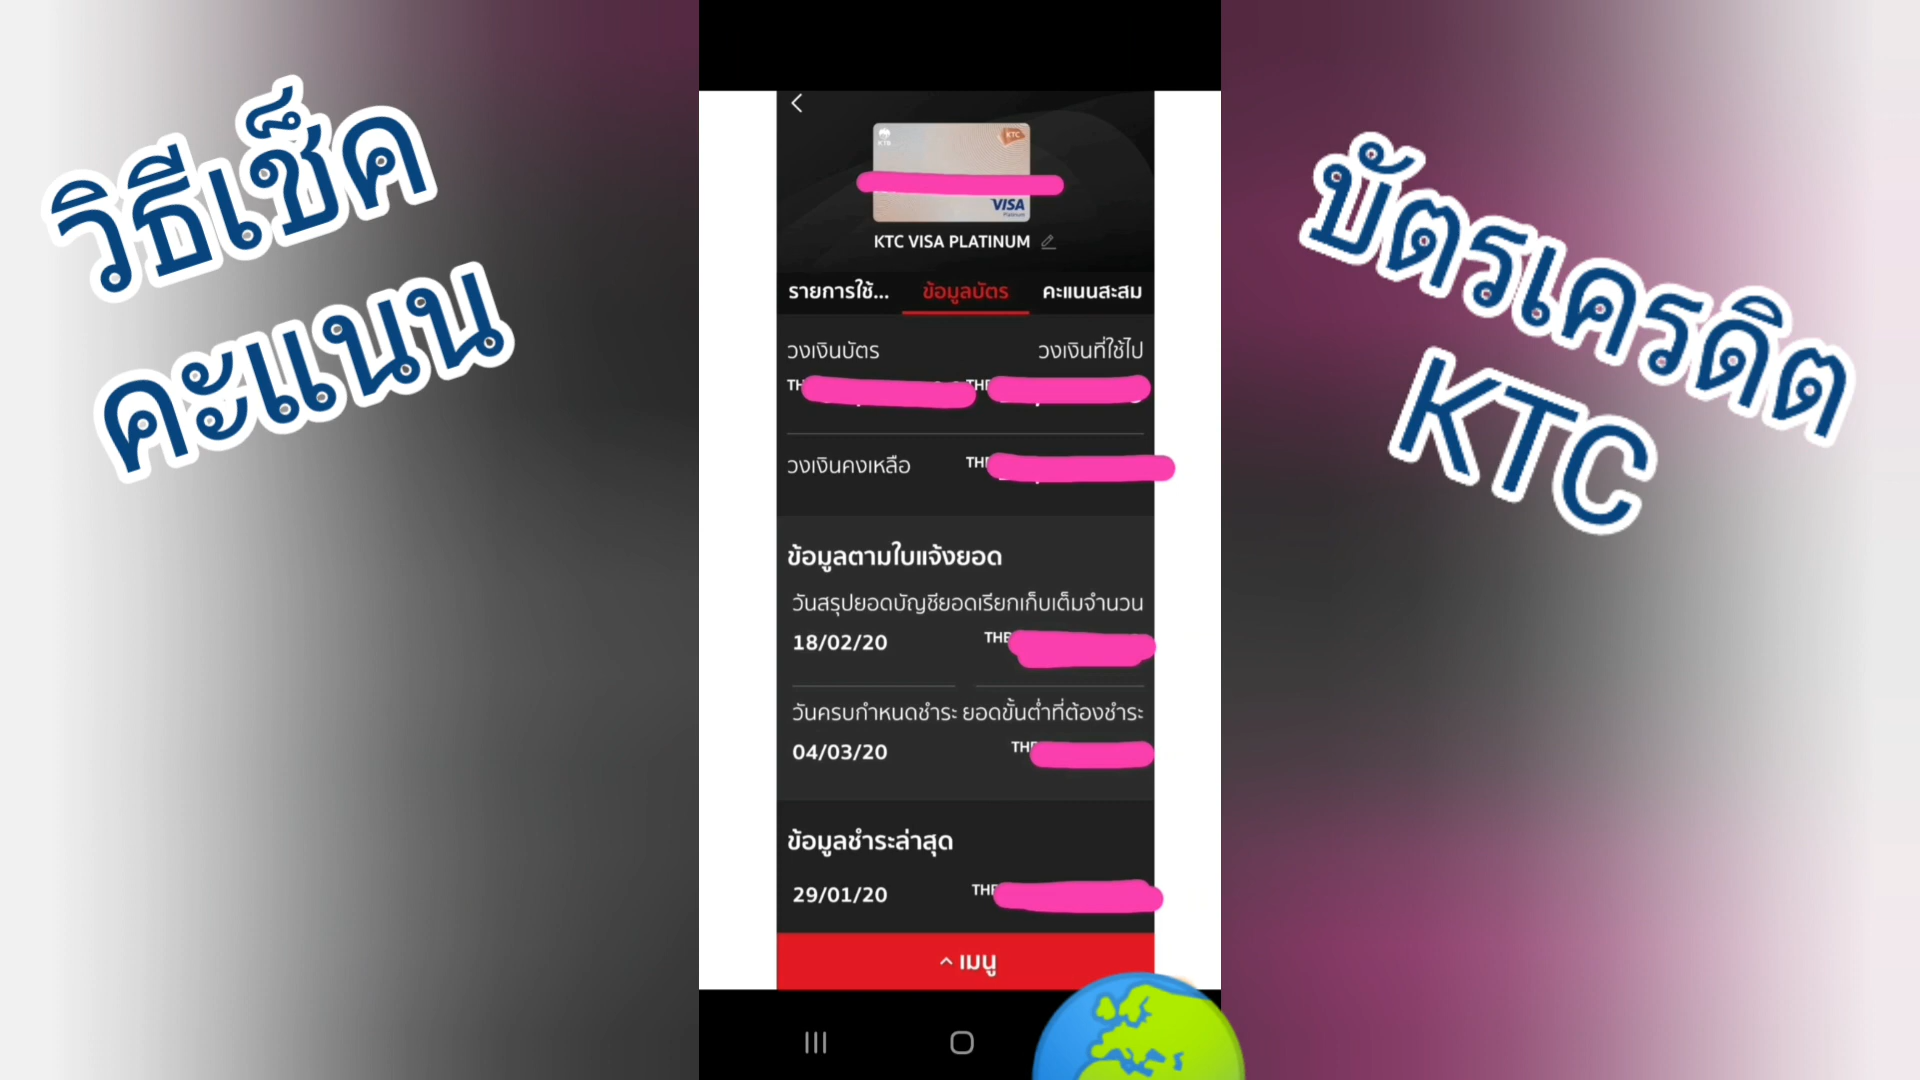 วิธีเช็ค
คะแนน
บัตรเครดิต
KTC
KTB
KTC
VISA
Platinum
KTC VISA PLATINUM
รายการใช้... ข้อมูลบัตร คะแนนสะสม
วงเงินบัตร วงเงินที่ใช้ไป
วงเงินคงเหลือ
ข้อมูลตามใบแจ้งยอด
วันสรุปยอดบัญชี ยอดเรียกเก็บเต็มจำนวน
18/02/20 THB
วันครบกำหนดชำระ ยอดขั้นต่ำที่ต้องชำระ
04/03/20
ข้อมูลชำระล่าสุด
29/01/20 THB
เมนู